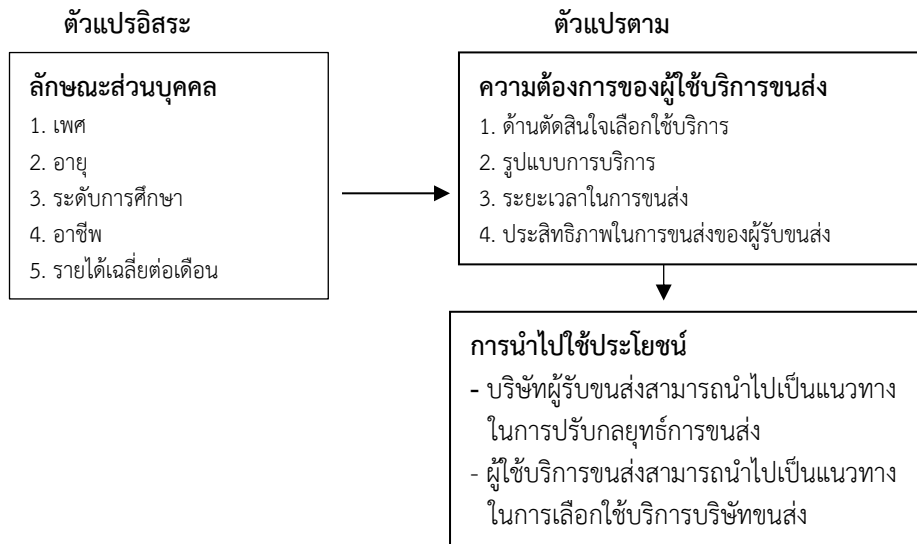 ตัวแปรอิสระ
ลักษณะส่วนบุคคล
1. เพศ
2. อายุ
3. ระดับการศึกษา
4. อาชีพ
5. รายได้เฉลี่ยต่อเดือน
ตัวแปรตาม
ความต้องการของผู้ใช้บริการขนส่ง
1. ด้านตัดสินใจเลือกใช้บริการ
2. รูปแบบการบริการ
3. ระยะเวลาในการขนส่ง
4. ประสิทธิภาพในการขนส่งของผู้รับขนส่ง
การนำไปใช้ประโยชน์
- บริษัทผู้รับขนส่งสามารถนำไปเป็นแนวทาง
ในการปรับกลยุทธ์การขนส่ง
- ผู้ใช้บริการขนส่งสามารถนำไปเป็นแนวทาง
ในการเลือกใช้บริการบริษัทขนส่ง